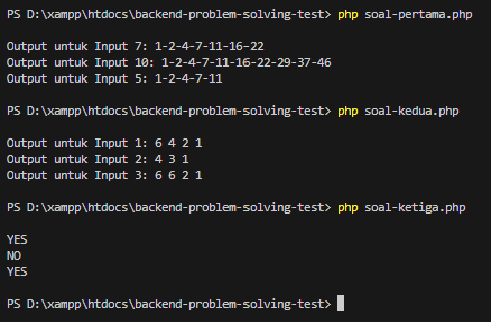 PS D:\xampp\htdocs\backend-problem-solving-test> php soal-pertama.php
Output untuk Input 7: 1-2-4-7-11-16-22
Output untuk Input 10: 1-2-4-7-11-16-22-29-37-46
Output untuk Input 5: 1-2-4-7-11
PS D:\xampp\htdocs\backend-problem-solving-test> php soal-kedua.php
Output untuk Input 1: 6 4 2 1
Output untuk Input 2: 4 3 1
Output untuk Input 3: 6 6 2 1
PS D:\xampp\htdocs\backend-problem-solving-test> php soal-ketiga.php
YES
NO
YES
PS D:\xampp\htdocs\backend-problem-solving-test>